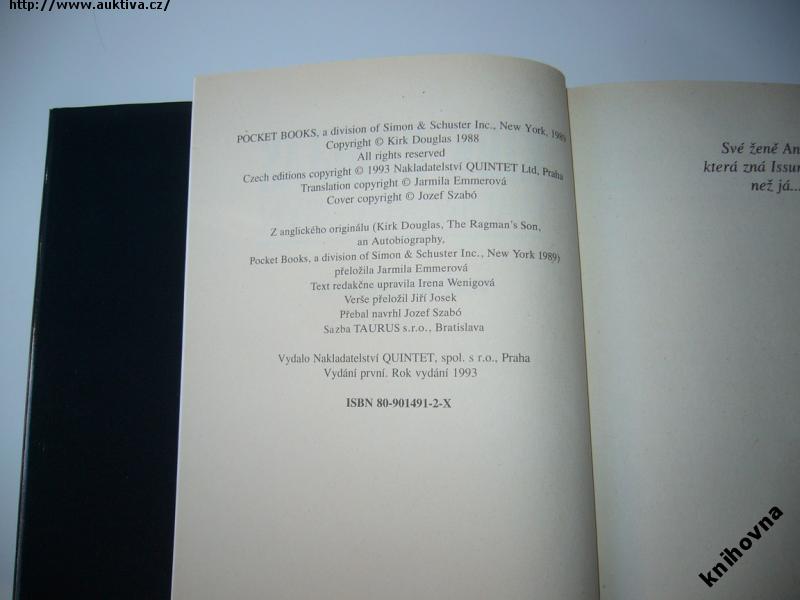 http://www.auktiva.cz/
POCKET BOOKS, a division of Simon & Schuster Inc., New York, 1989
Copyright © Kirk Douglas 1988
All rights reserved
Czech editions copyright © 1993 Nakladatelství QUINTET Ltd, Praha
Translation copyright © Jarmila Emmerová
Cover copyright © Jozef Szabó
Z anglického originálu (Kirk Douglas, The Ragman's Son,
an Autobiography,
Pocket Books, a division of Simon & Schuster Inc., New York 1989)
přeložila Jarmila Emmerová
Text redakčne upravila Irena Wenigová
Verše přeložil Jiří Josek
Přebal navrhl Jozef Szabó
Sazba TAURUS s.r.o., Bratislava
Vydalo Nakladatelství QUINTET, spol. s r.o., Praha
Vydání první. Rok vydání 1993
ISBN 80-901491-2-X
Své ženě An
která zná Issur
než já...
knihovna